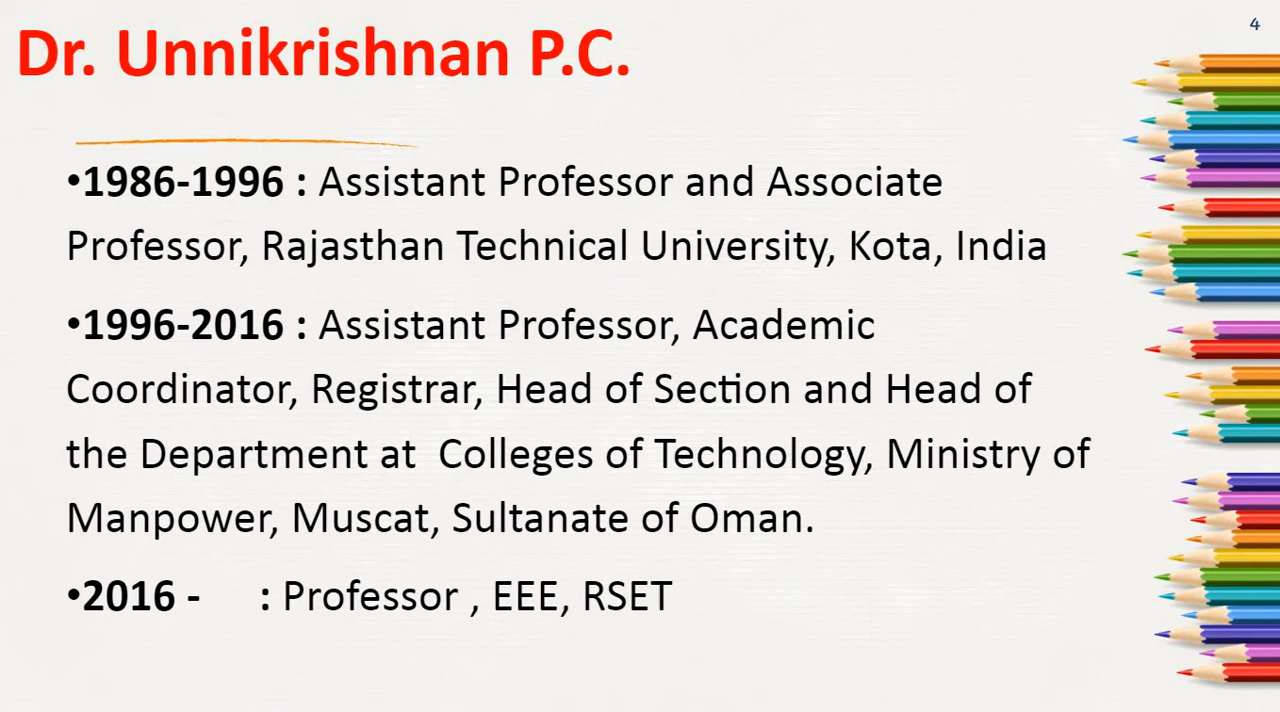 4
Dr. Unnikrishnan P.C.
•1986-1996 : Assistant Professor and Associate
Professor, Rajasthan Technical University, Kota, India
•1996-2016 : Assistant Professor, Academic
Coordinator, Registrar, Head of Section and Head of
the Department at  Colleges of Technology, Ministry of
Manpower, Muscat, Sultanate of Oman.
•2016 -     : Professor , EEE, RSET